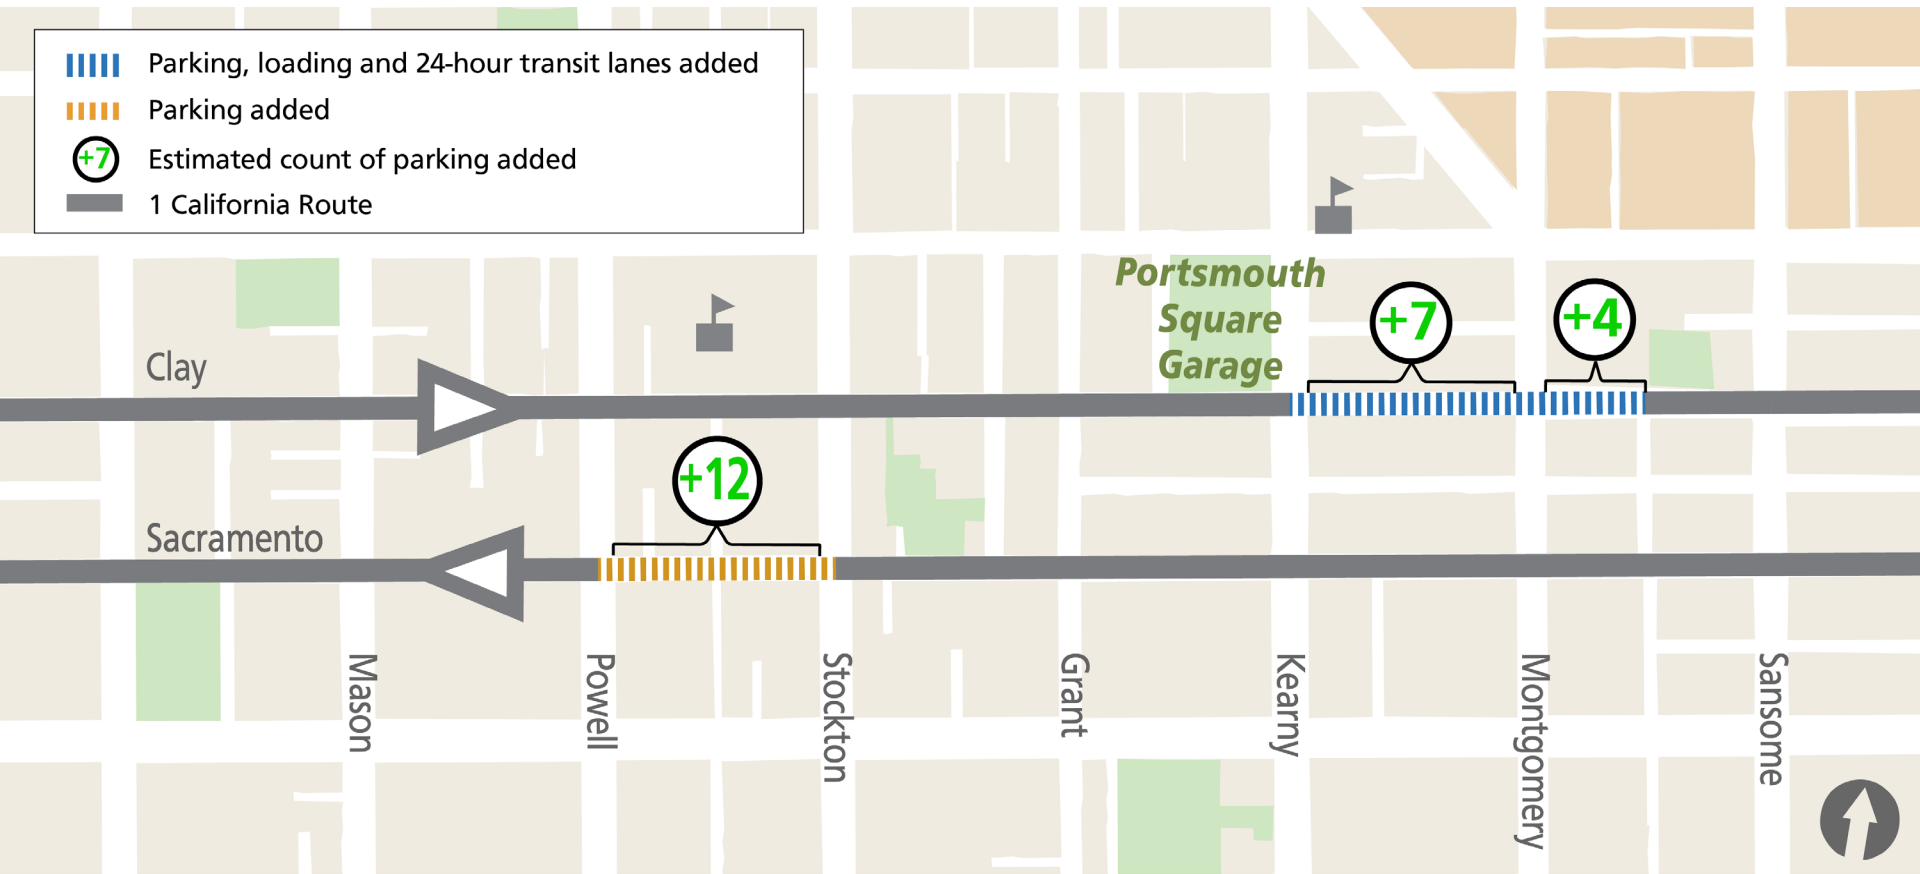 Parking, loading and 24-hour transit lanes added
Parking added
+7
Estimated count of parking added
1 California Route
Portsmouth
Square
Garage
+7
+4
Clay
+12
Sacramento
Mason
Powell
Stockton
Grant
Kearny
Montgomery
Sansome